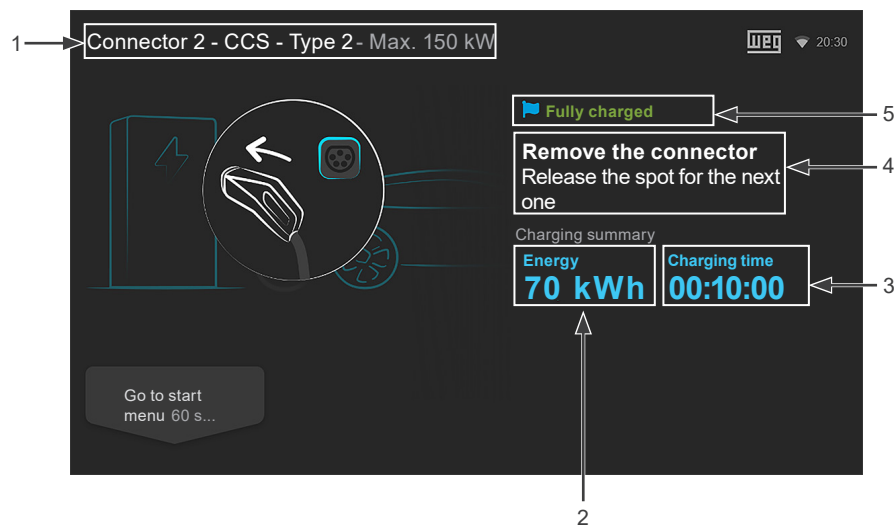 1
Connector 2 - CCS - Type 2 - Max. 150 kW
WEG
20:30
Fully charged
5
Remove the connector
Release the spot for the next
one
4
Charging summary
Energy
70 kWh
Charging time
00:10:00
3
Go to start
menu 60 s...
2